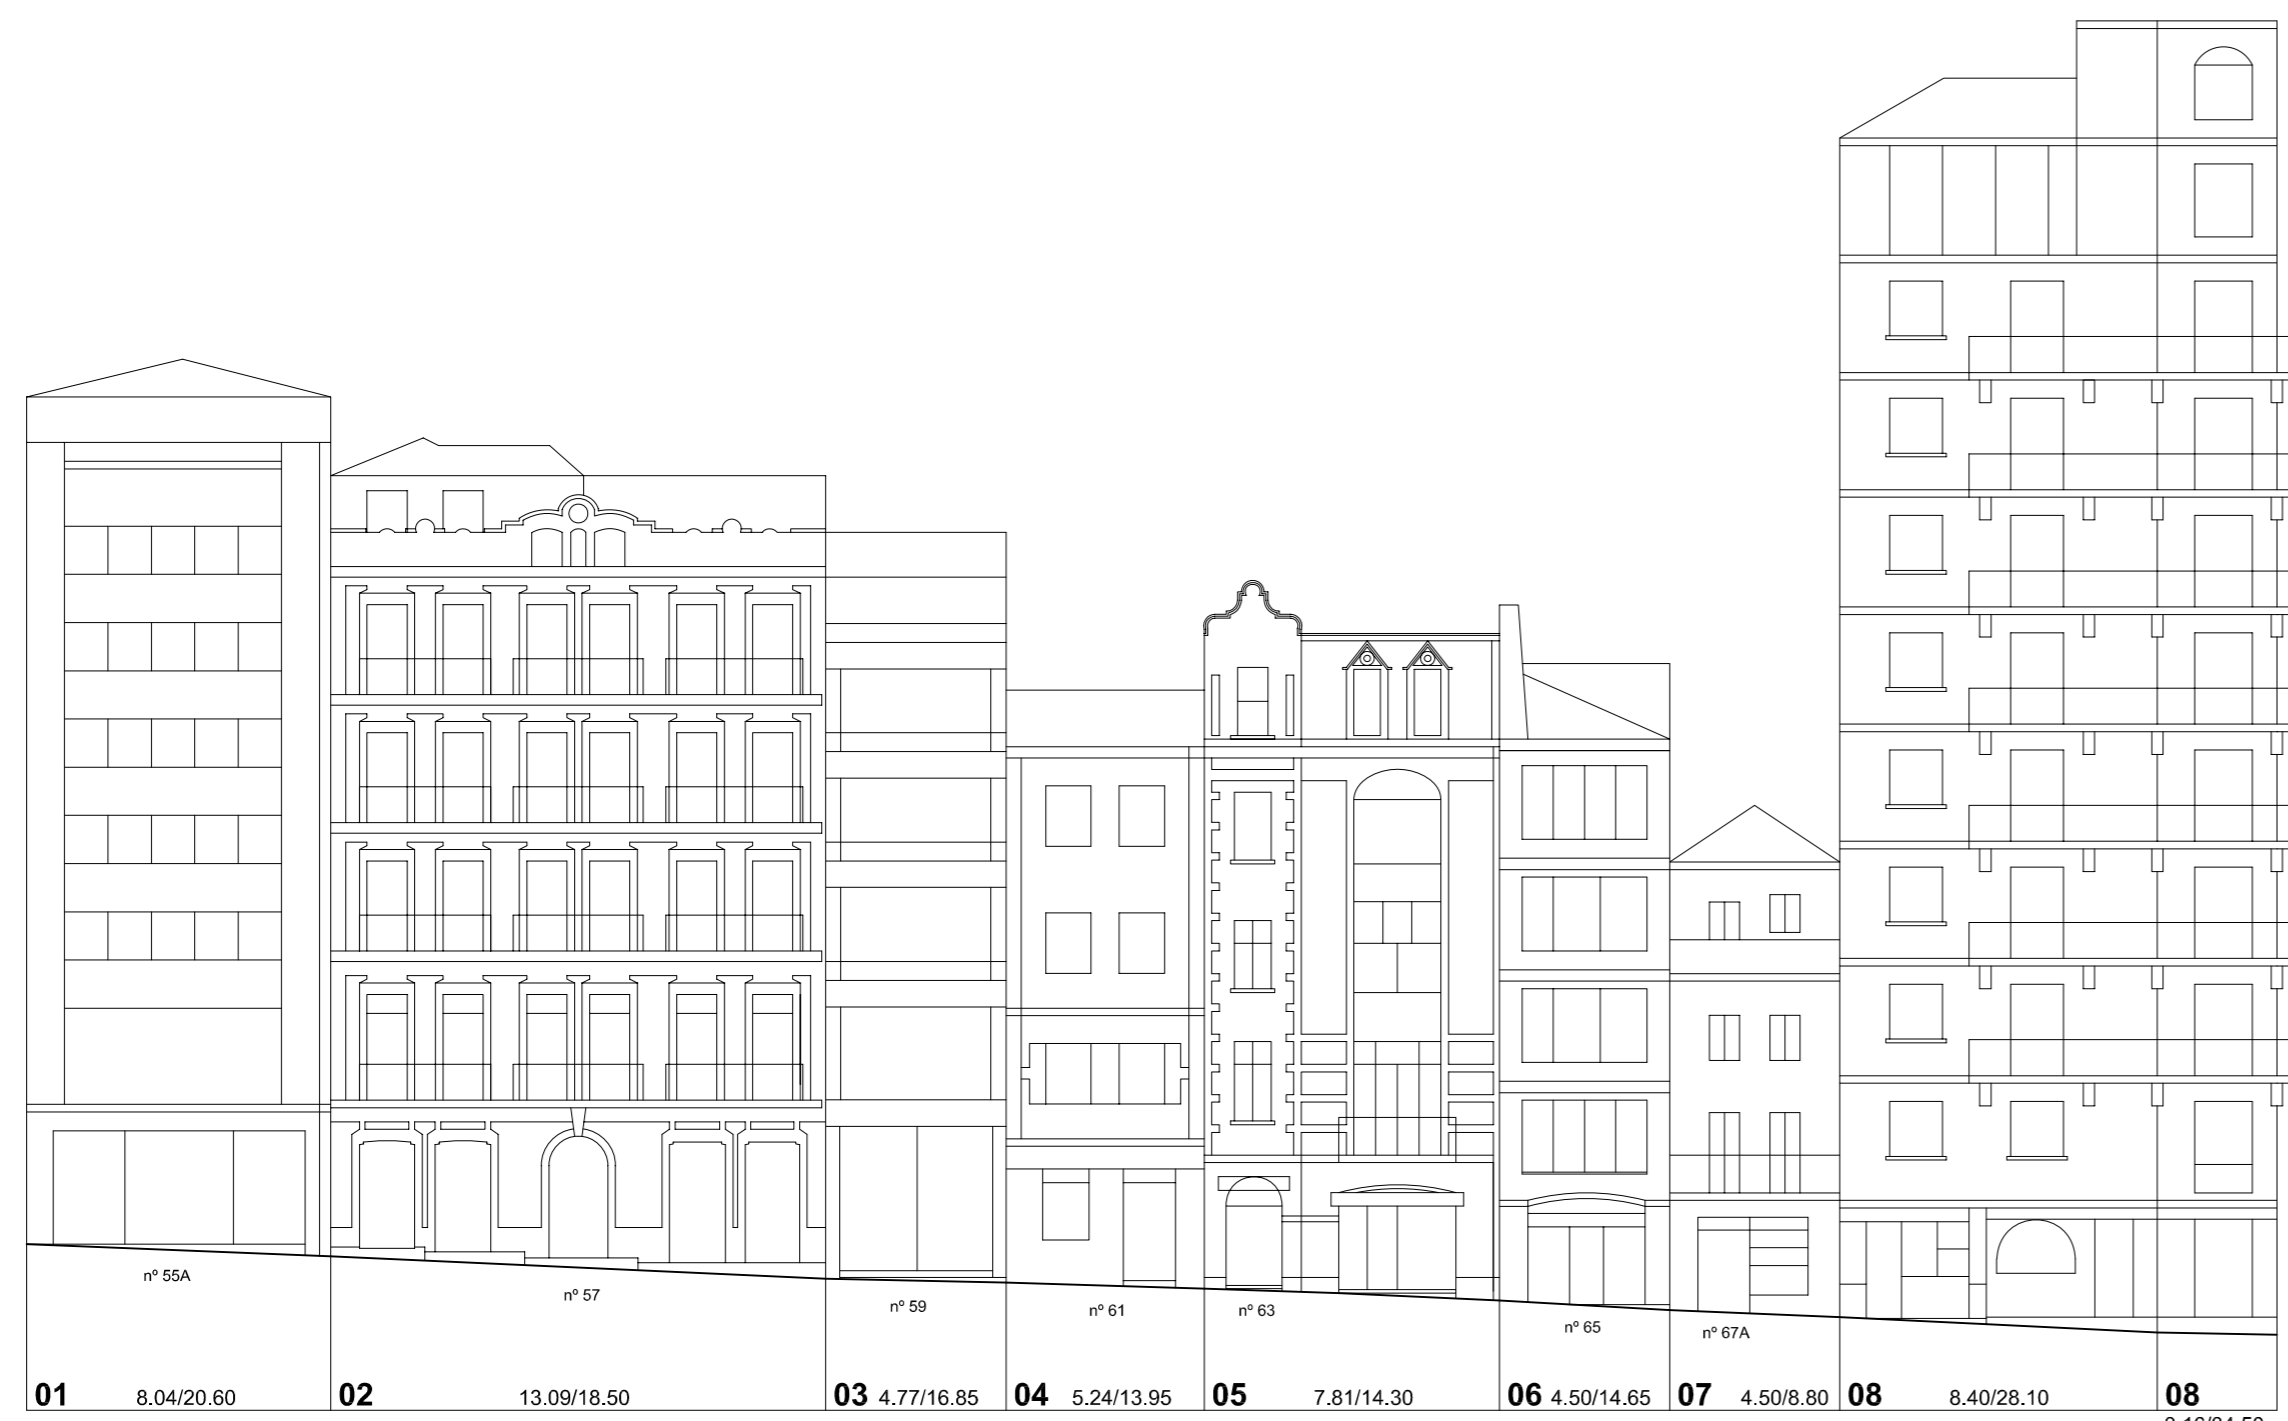 nº 55A
nº 57
nº 59
nº 61
nº 63
nº 65
nº 67A
01 8.04/20.60
02 13.09/18.50
03 4.77/16.85
04 5.24/13.95
05 7.81/14.30
06 4.50/14.65
07 4.50/8.80
08 8.40/28.10
08